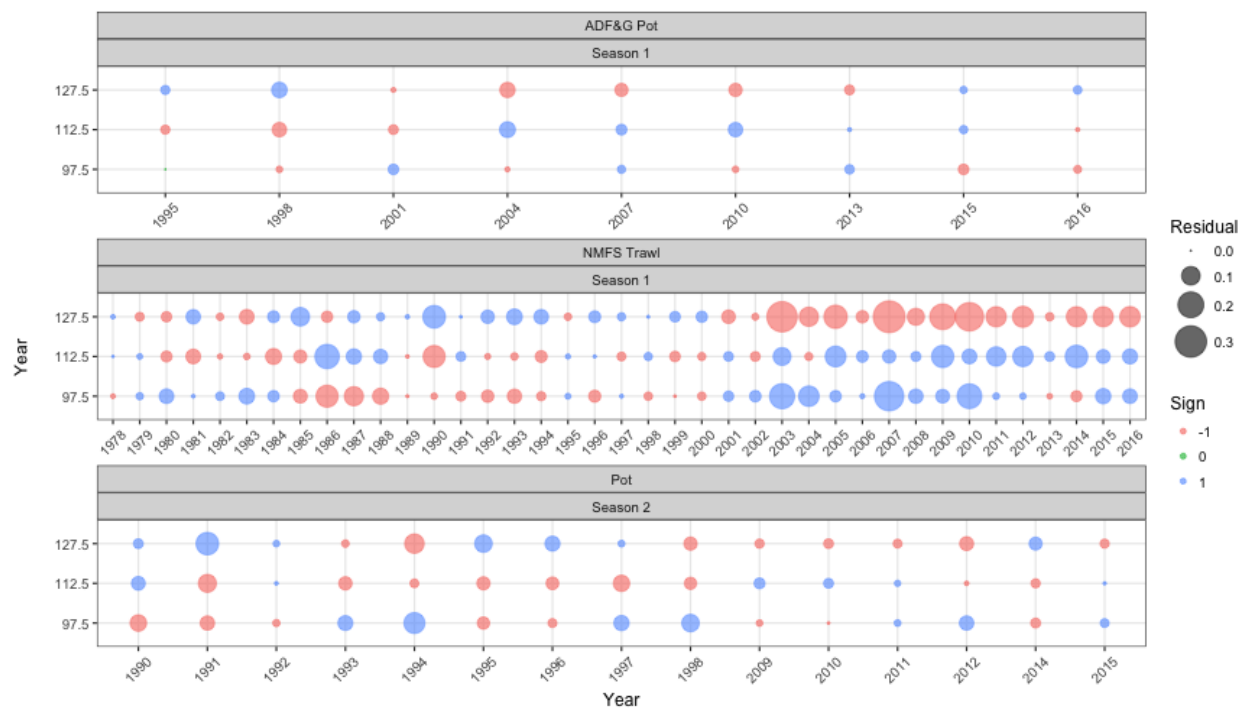 ADF&G Pot
Season 1
127.5
112.5
97.5
1995 1998 2001 2004 2007 2010 2013 2015 2016
NMFS Trawl
Season 1
127.5
112.5
97.5
1978 1979 1980 1981 1982 1983 1984 1985 1986 1987 1988 1989 1990 1991 1992 1993 1994 1995 1996 1997 1998 1999 2000 2001 2002 2003 2004 2005 2006 2007 2008 2009 2010 2011 2012 2013 2014 2015 2016
Pot
Season 2
127.5
112.5
97.5
1990 1991 1992 1993 1994 1995 1996 1997 1998 2009 2010 2011 2012 2014 2015
Year
Year
Residual
0.0
0.1
0.2
0.3
Sign
-1
0
1